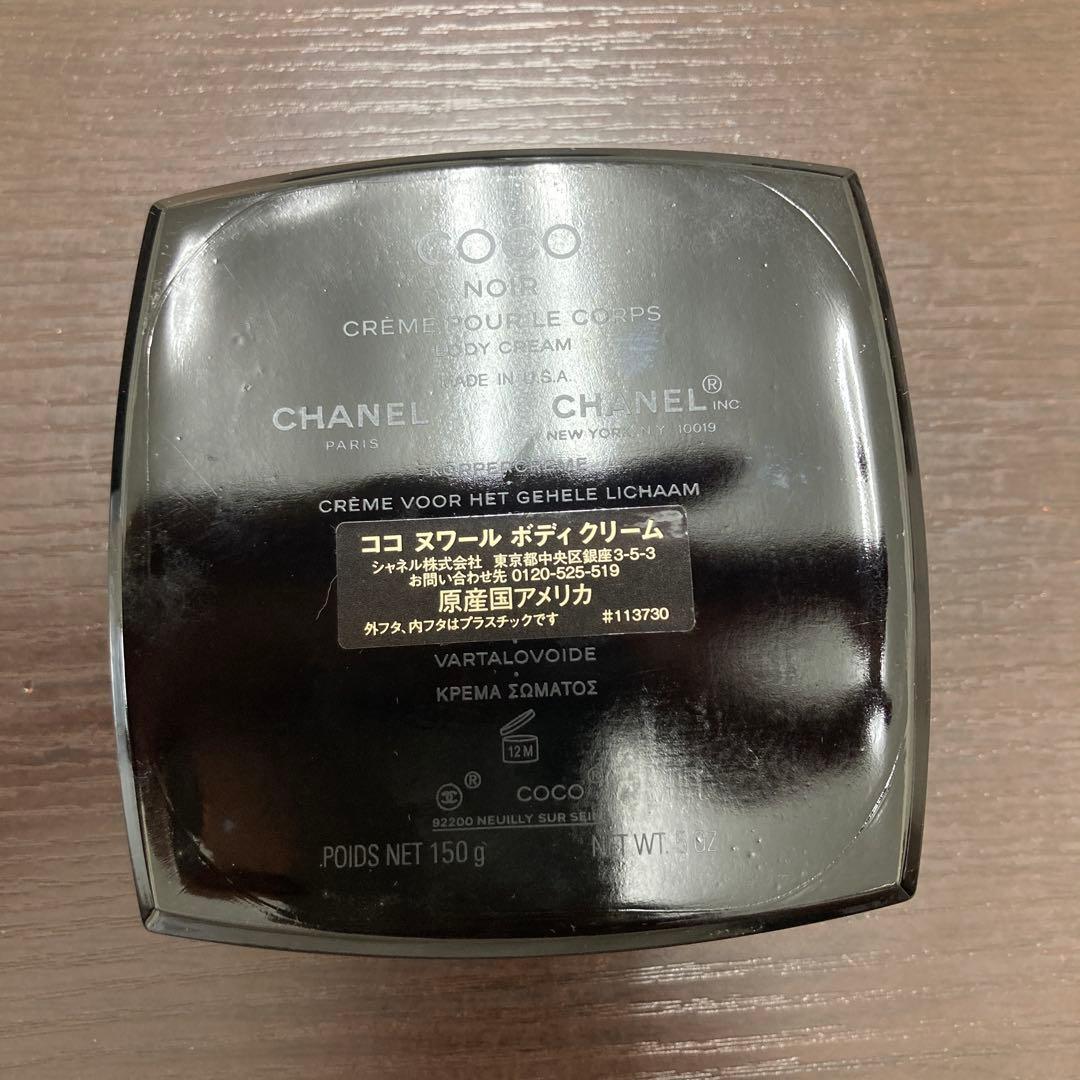 COCO
NOIR
CRÈME POUR LE CORPS
BODY CREAM
MADE IN U.S.A.
CHANEL CHANEL® INC.
PARIS NEW YORK, N.Y. 10019
CRÈME VOOR HET GEHELE LICHAAM
ココ ヌワール ボディ クリーム
シャネル株式会社 東京都中央区銀座3-5-3
お問い合わせ先 0120-525-519
原産国アメリカ
外フタ、内フタはプラスチックです #113730
VARTALOVOIDE
ΚΡΕΜΑ ΣΩΜΑΤΟΣ
12 M
® COCO®
92200 NEUILLY SUR
POIDS NET 150 g NET WT. 5 OZ